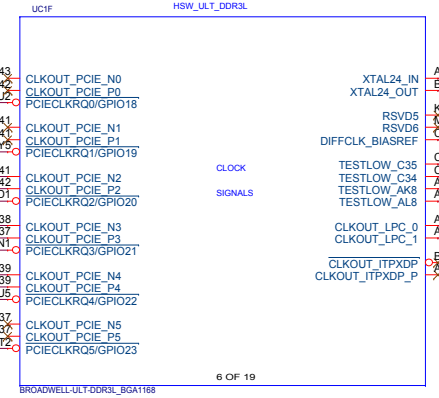 UC1F
HSW_ULT_DDR3L
CLKOUT_PCIE_N0
CLKOUT_PCIE_P0
PCIECLKRQ0/GPIO18
CLKOUT_PCIE_N1
CLKOUT_PCIE_P1
PCIECLKRQ1/GPIO19
CLKOUT_PCIE_N2
CLKOUT_PCIE_P2
PCIECLKRQ2/GPIO20
CLKOUT_PCIE_N3
CLKOUT_PCIE_P3
PCIECLKRQ3/GPIO21
CLKOUT_PCIE_N4
CLKOUT_PCIE_P4
PCIECLKRQ4/GPIO22
CLKOUT_PCIE_N5
CLKOUT_PCIE_P5
PCIECLKRQ5/GPIO23
CLOCK
SIGNALS
XTAL24_IN
XTAL24_OUT
RSVD5
RSVD6
DIFFCLK_BIASREF
TESTLOW_C35
TESTLOW_C34
TESTLOW_AK8
TESTLOW_AL8
CLKOUT_LPC_0
CLKOUT_LPC_1
CLKOUT_ITPXDP
CLKOUT_ITPXDP_P
6 OF 19
BROADWELL-ULT-DDR3L_BGA1168